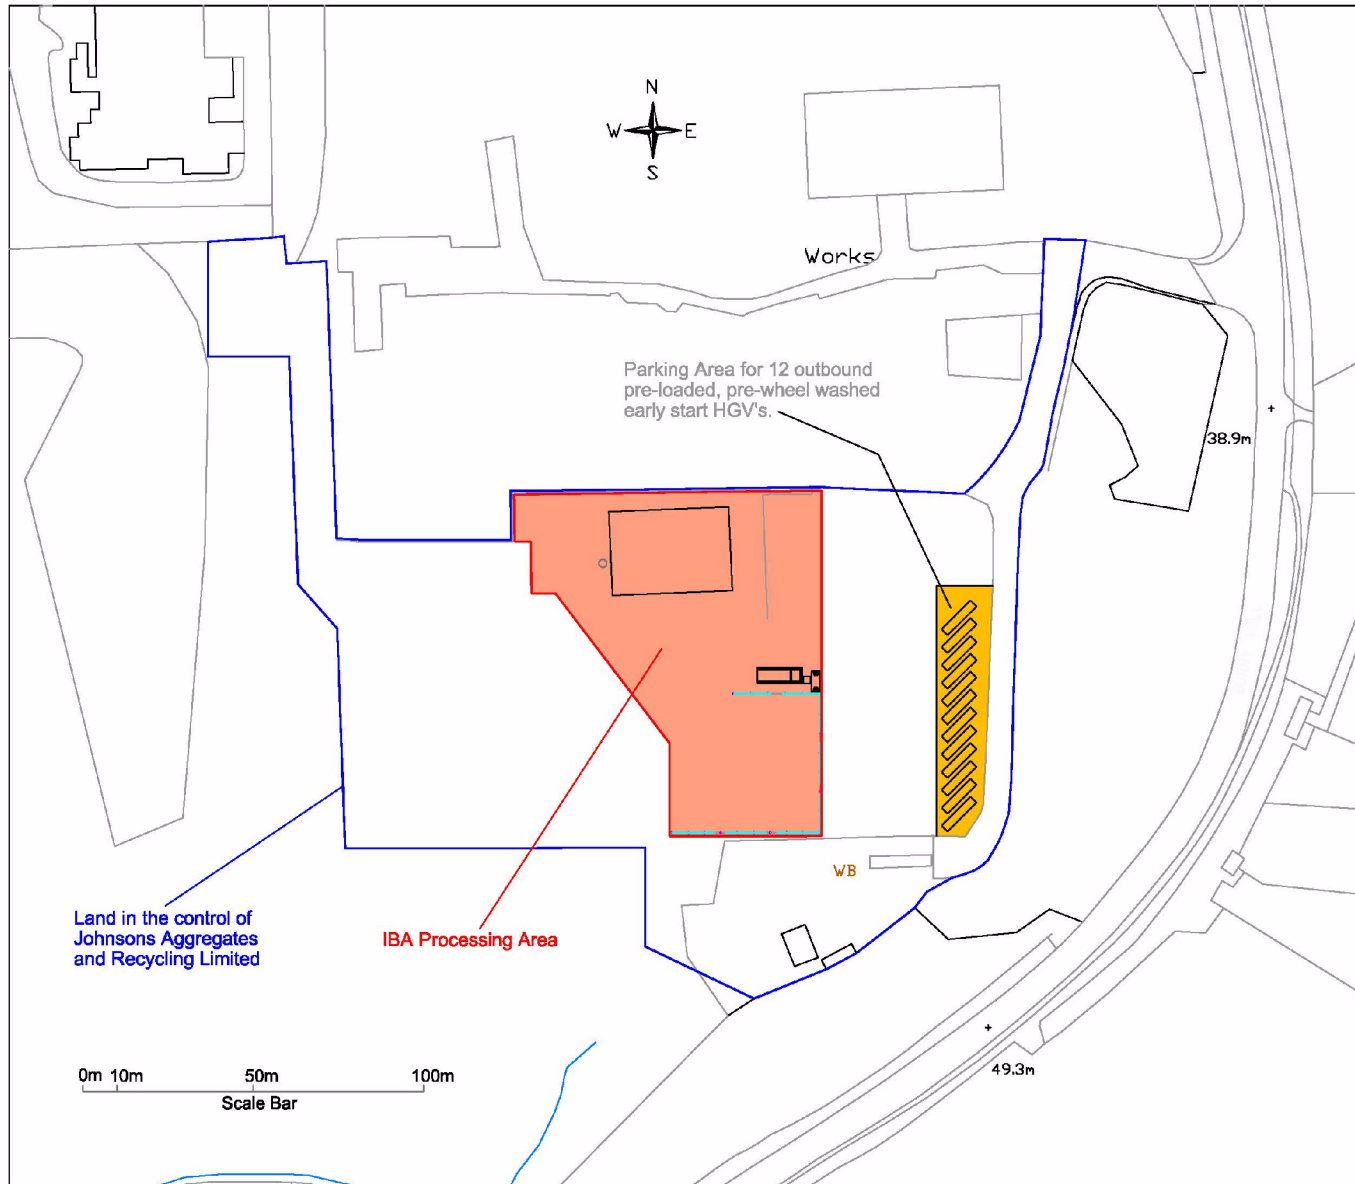 N
W E
S
Works
Parking Area for 12 outbound
pre-loaded, pre-wheel washed
early start HGV's.
38.9m
WB
Land in the control of
Johnsons Aggregates
and Recycling Limited
IBA Processing Area
49.3m
0m 10m 50m 100m
Scale Bar